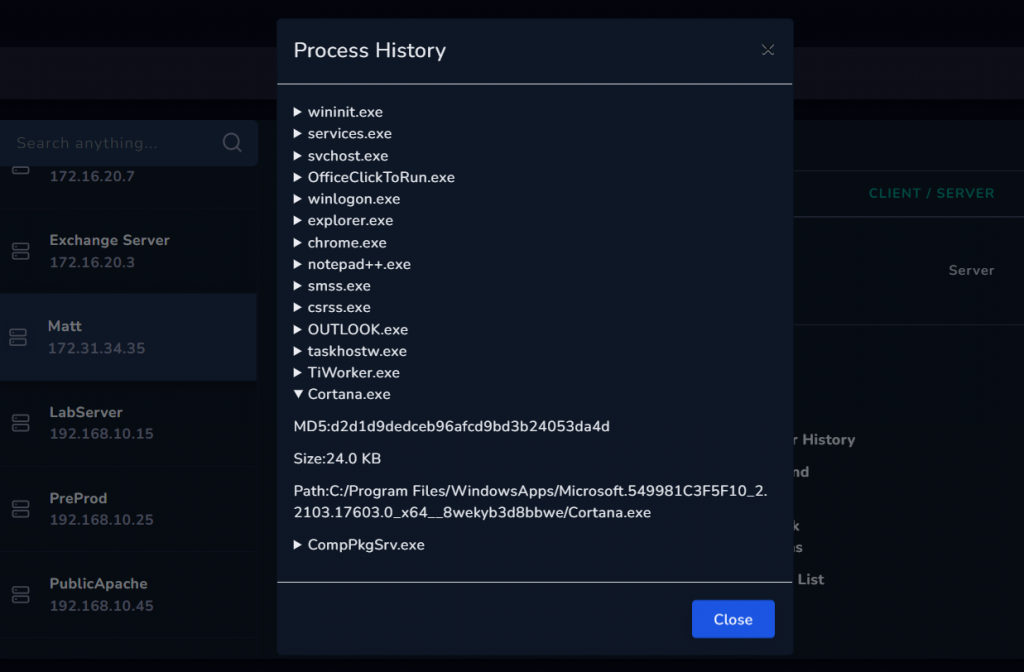 Process History
wininit.exe
services.exe
svchost.exe
OfficeClickToRun.exe
winlogon.exe
explorer.exe
chrome.exe
notepad++.exe
smss.exe
csrss.exe
OUTLOOK.exe
taskhostw.exe
TiWorker.exe
Cortana.exe
MD5:d2d1d9dedceb96afcd9bd3b24053da4d
Size:24.0 KB
Path:C:/Program Files/WindowsApps/Microsoft.549981C3F5F10_2.
2103.17603.0_x64__8wekyb3d8bbwe/Cortana.exe
CompPkgSrv.exe
Close
Search anything...
172.16.20.7
Exchange Server
172.16.20.3
Matt
172.31.34.35
LabServer
192.168.10.15
PreProd
192.168.10.25
PublicApache
192.168.10.45
CLIENT / SERVER
Server
r History
nd
k
s
List